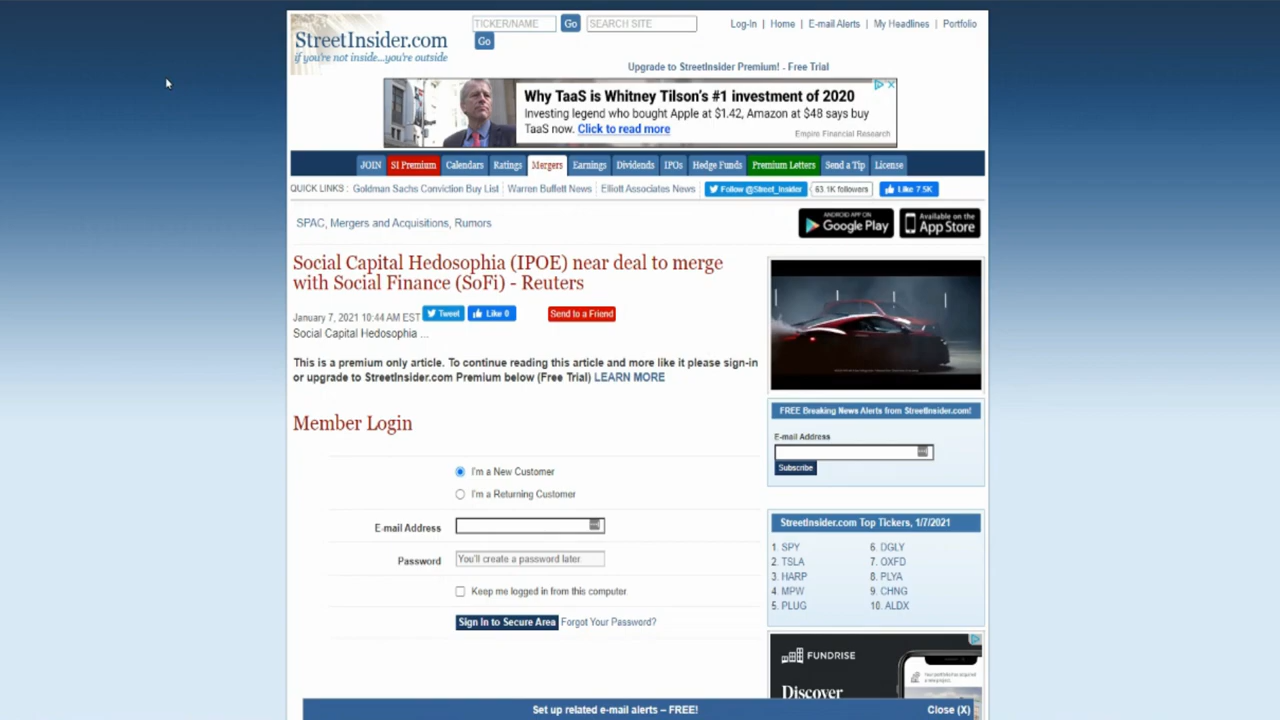 StreetInsider.com
if you're not inside...you're outside
TICKER/NAME Go SEARCH SITE
Go
Log-In | Home | E-mail Alerts | My Headlines | Portfolio
Upgrade to StreetInsider Premium! - Free Trial
Why TaaS is Whitney Tilson's #1 investment of 2020
Investing legend who bought Apple at $1.42, Amazon at $48 says buy
TaaS now. Click to read more
Empire Financial Research
JOIN SI Premium Calendars Ratings Mergers Earnings Dividends IPOs Hedge Funds Premium Letters Send a Tip License
QUICK LINKS : Goldman Sachs Conviction Buy List | Warren Buffett News | Elliott Associates News | Follow @Street_Insider 63.1K followers Like 7.5K
SPAC, Mergers and Acquisitions, Rumors
ANDROID APP ON
Google Play
Available on the
App Store
Social Capital Hedosophia (IPOE) near deal to merge
with Social Finance (SoFi) - Reuters
January 7, 2021 10:44 AM EST Tweet Like 0 Send to a Friend
Social Capital Hedosophia ...
This is a premium only article. To continue reading this article and more like it please sign-in
or upgrade to StreetInsider.com Premium below (Free Trial) LEARN MORE
Member Login
I'm a New Customer
I'm a Returning Customer
E-mail Address
Password You'll create a password later.
Keep me logged in from this computer
Sign In to Secure Area Forgot Your Password?
FREE Breaking News Alerts from StreetInsider.com!
E-mail Address
Subscribe
StreetInsider.com Top Tickers, 1/7/2021
1. SPY 6. DGLY
2. TSLA 7. OXFD
3. HARP 8. PLYA
4. MPW 9. CHNG
5. PLUG 10. ALDX
FUNDRISE
Discover
Set up related e-mail alerts – FREE!
Close (X)